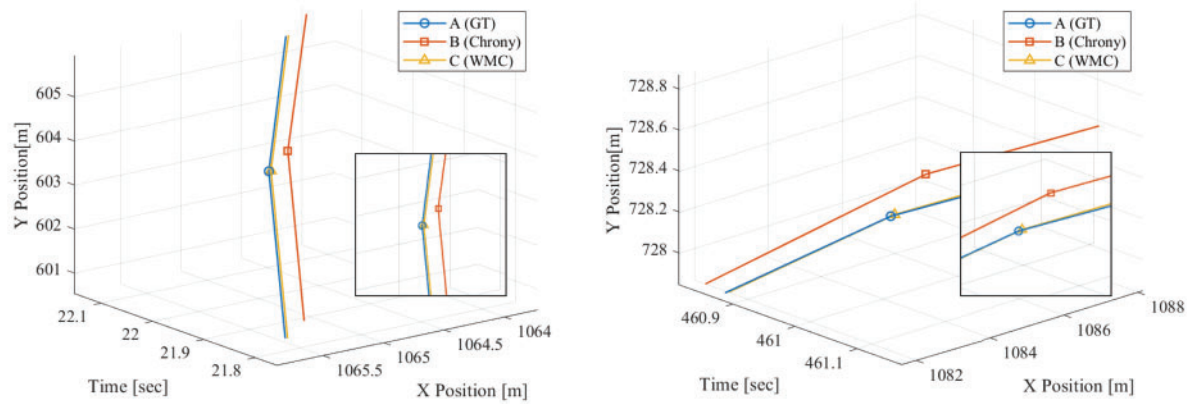 A (GT)
B (Chrony)
C (WMC)
605
604
603
602
601
Y Position[m]
22.1
22
21.9
21.8
Time [sec]
1065.5
1065
1064.5
1064
X Position [m]
A (GT)
B (Chrony)
C (WMC)
728.8
728.6
728.4
728.2
728
Y Position[m]
460.9
461
461.1
Time [sec]
1082
1084
1086
1088
X Position [m]